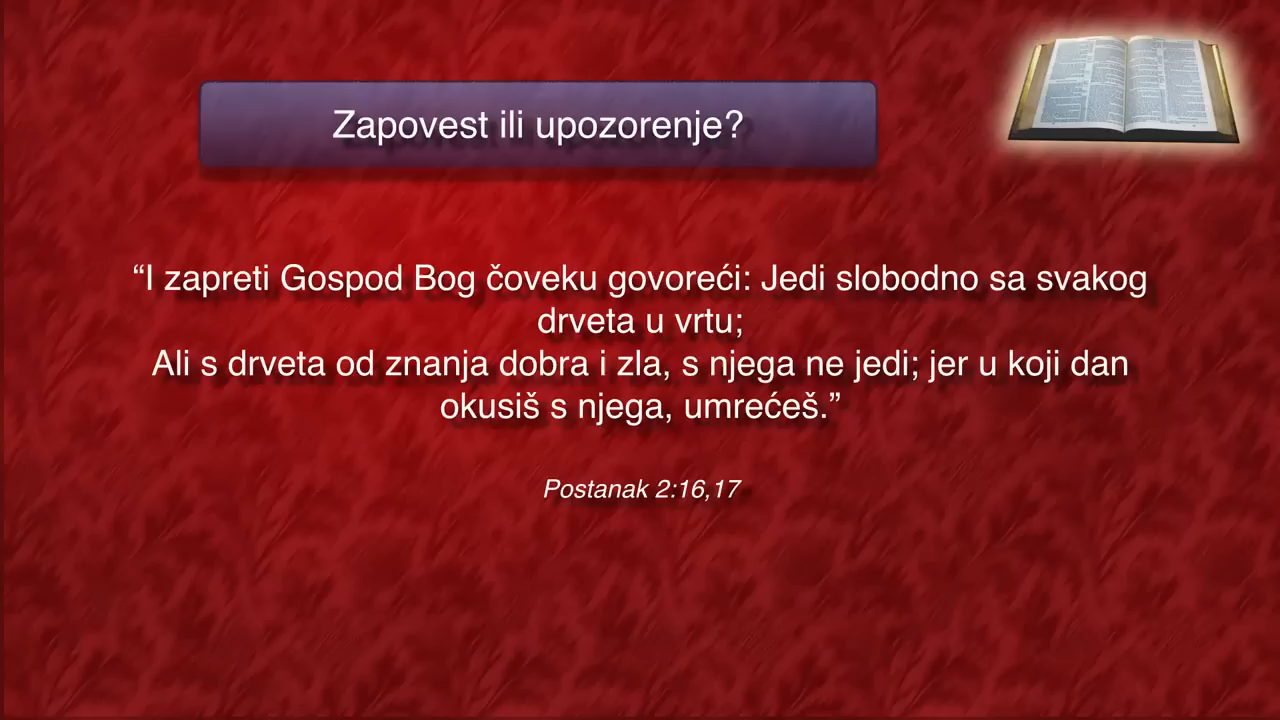 Zapovest ili upozorenje?
“I zapreti Gospod Bog čoveku govoreći: Jedi slobodno sa svakog
drveta u vrtu;
Ali s drveta od znanja dobra i zla, s njega ne jedi; jer u koji dan
okusiš s njega, umrećeš.”
Postanak 2:16,17